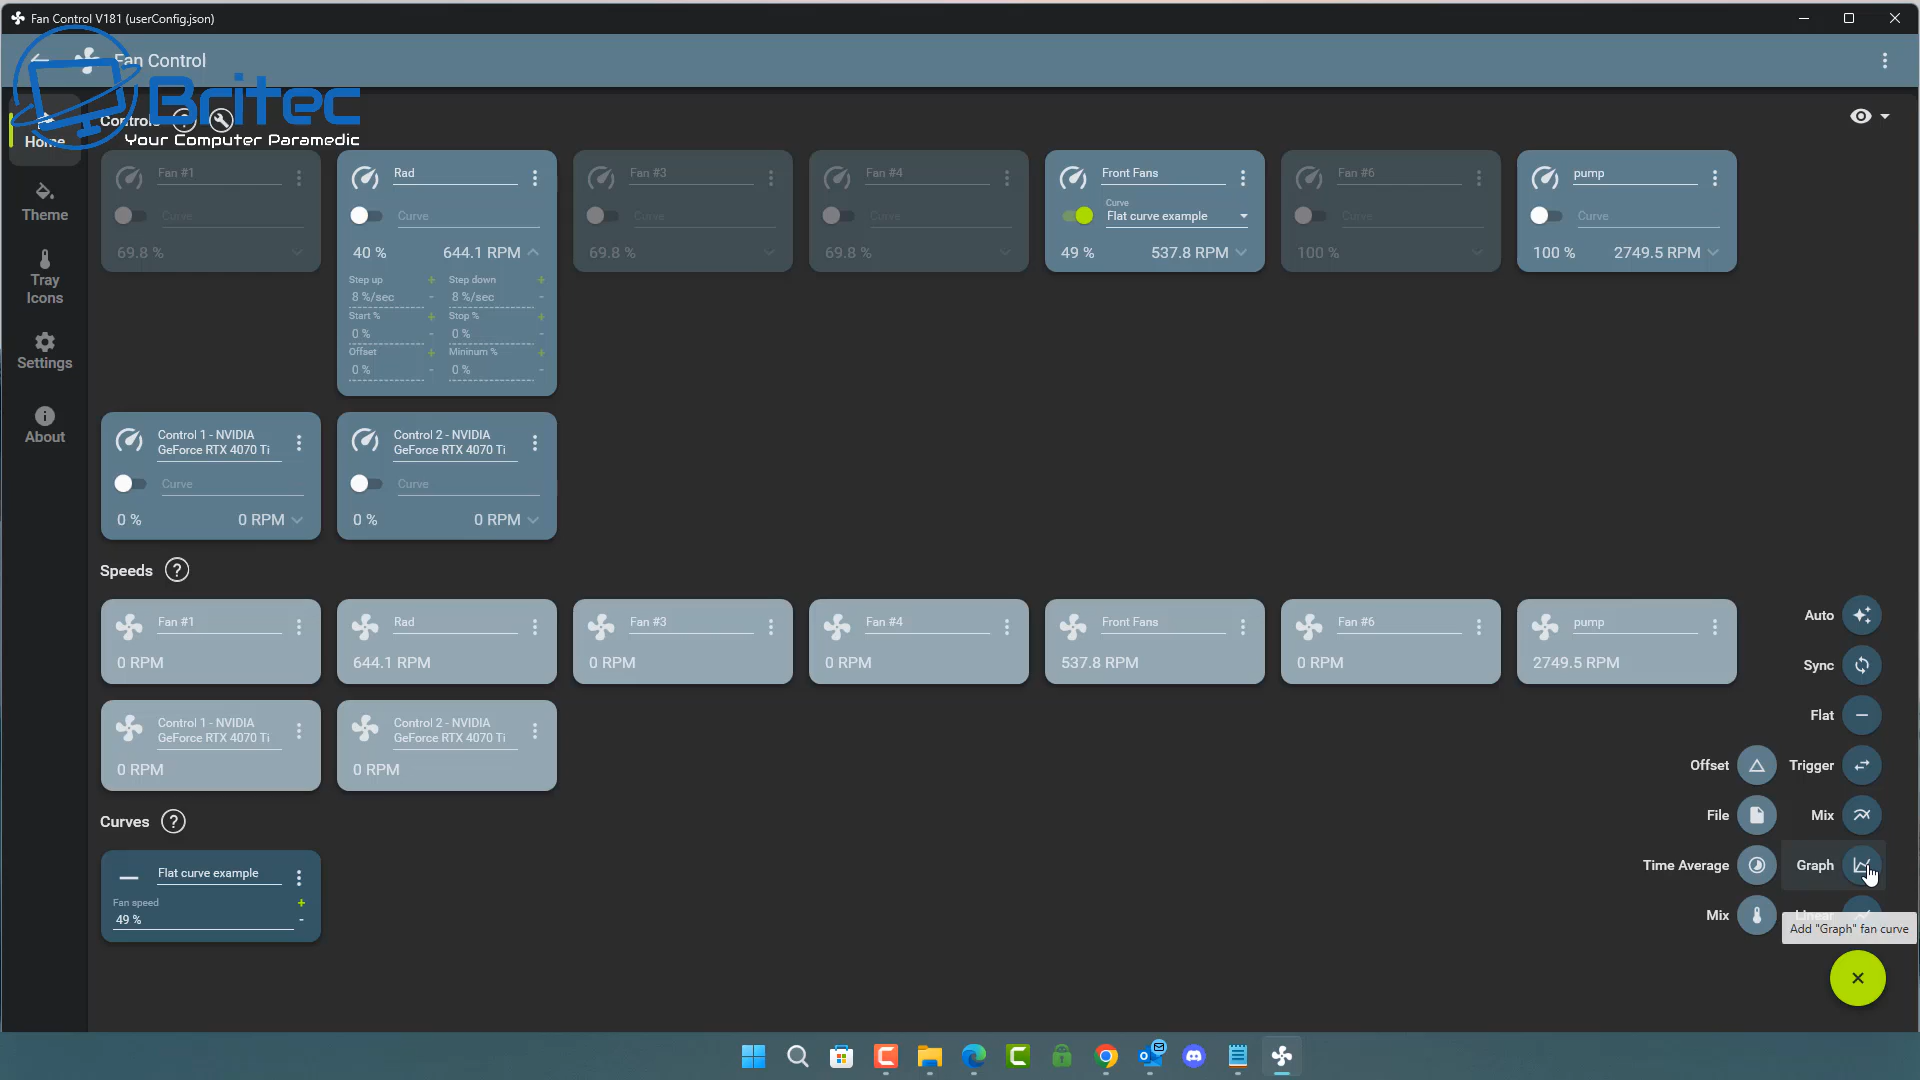 Fan Control V181 (userConfig.json)
Fan Control
Britec
Your Computer Paramedic
Controls
Home
Theme
Tray
Icons
Settings
About
Fan #1
Curve
69.8 %
Rad
Curve
40 % 644.1 RPM
Step up + Step down +
8 %/sec - 8 %/sec -
Start % + Stop % +
0 % - 0 % -
Offset + Minimum % +
0 % - 0 % -
Fan #3
Curve
69.8 %
Fan #4
Curve
69.8 %
Front Fans
Curve
Flat curve example
49 % 537.8 RPM
Fan #6
Curve
100 %
pump
Curve
100 % 2749.5 RPM
Control 1 - NVIDIA
GeForce RTX 4070 Ti
Curve
0 % 0 RPM
Control 2 - NVIDIA
GeForce RTX 4070 Ti
Curve
0 % 0 RPM
Speeds ?
Fan #1
0 RPM
Rad
644.1 RPM
Fan #3
0 RPM
Fan #4
0 RPM
Front Fans
537.8 RPM
Fan #6
0 RPM
pump
2749.5 RPM
Control 1 - NVIDIA
GeForce RTX 4070 Ti
0 RPM
Control 2 - NVIDIA
GeForce RTX 4070 Ti
0 RPM
Curves ?
Flat curve example
Fan speed +
49 % -
Auto
Sync
Flat
Offset Trigger
File Mix
Time Average Graph
Mix Linear
Add "Graph" fan curve